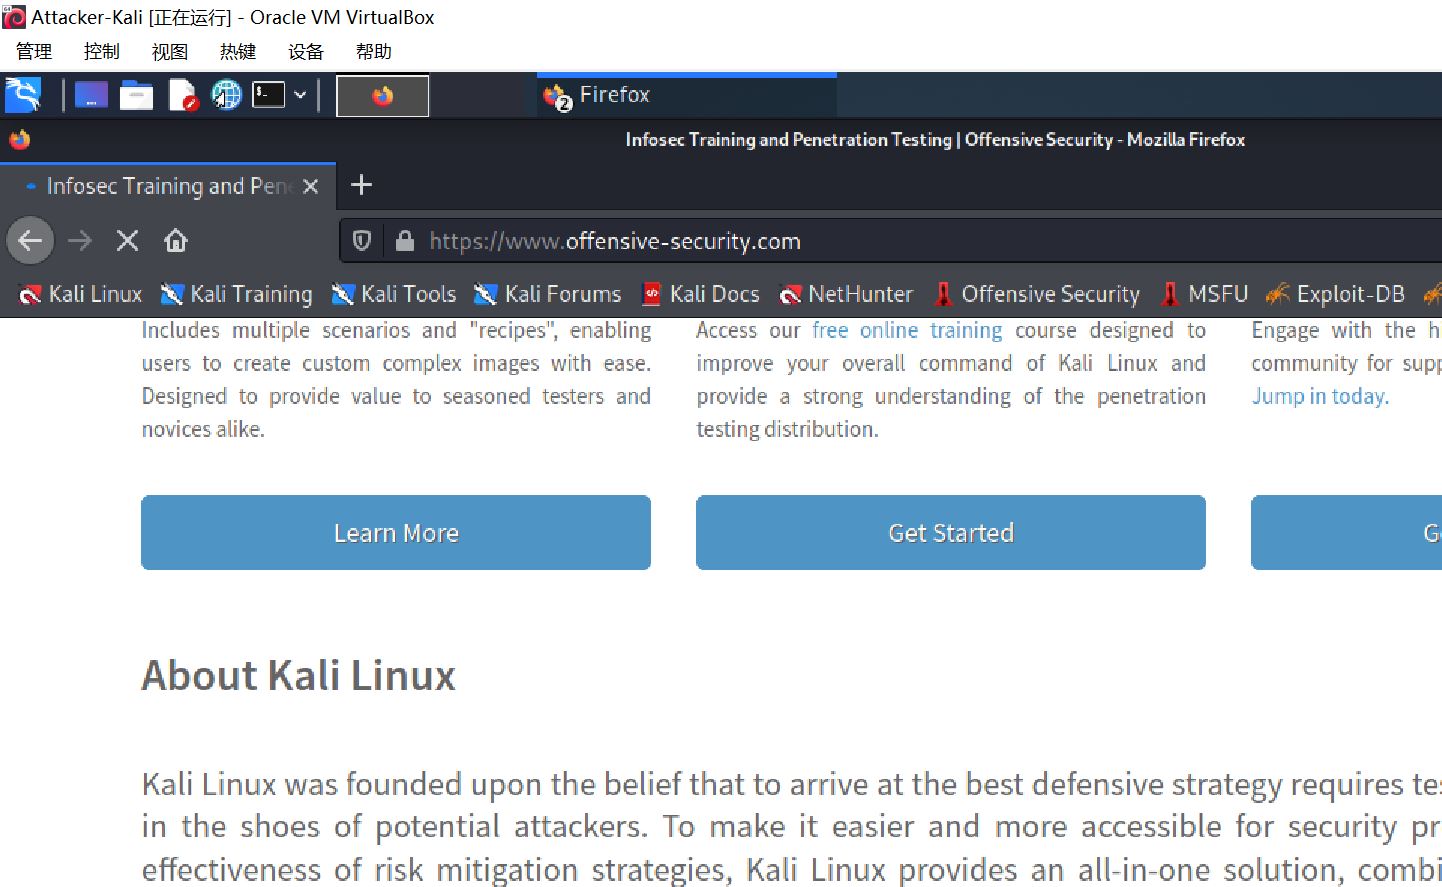 Attacker-Kali [正在运行] - Oracle VM VirtualBox
管理 控制 视图 热键 设备 帮助
2 Firefox
Infosec Training and Penetration Testing | Offensive Security - Mozilla Firefox
Infosec Training and Pene
https://www.offensive-security.com
Kali Linux Kali Training Kali Tools Kali Forums Kali Docs NetHunter Offensive Security MSFU Exploit-DB
Includes multiple scenarios and "recipes", enabling
users to create custom complex images with ease.
Designed to provide value to seasoned testers and
novices alike.
Access our free online training course designed to
improve your overall command of Kali Linux and
provide a strong understanding of the penetration
testing distribution.
Engage with the h
community for supp
Jump in today.
Learn More
Get Started
G
About Kali Linux
Kali Linux was founded upon the belief that to arrive at the best defensive strategy requires tes
in the shoes of potential attackers. To make it easier and more accessible for security pr
effectiveness of risk mitigation strategies, Kali Linux provides an all-in-one solution, combi